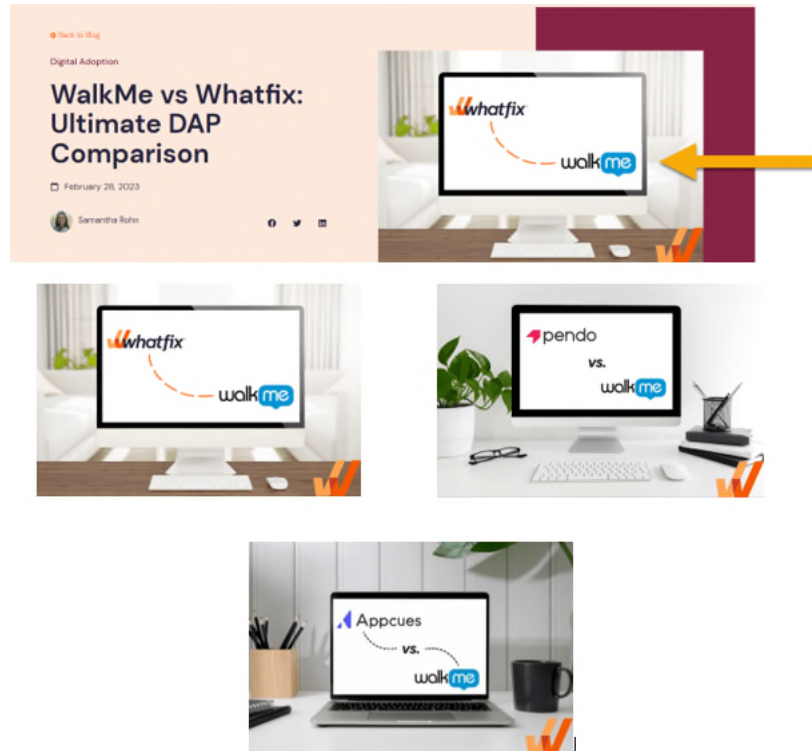 Back to Blog
Digital Adoption
WalkMe vs Whatfix:
Ultimate DAP
Comparison
February 28, 2023
Samantha Rohn
whatfix
walkme
whatfix
walkme
pendo
vs.
walkme
Appcues
vs.
walkme